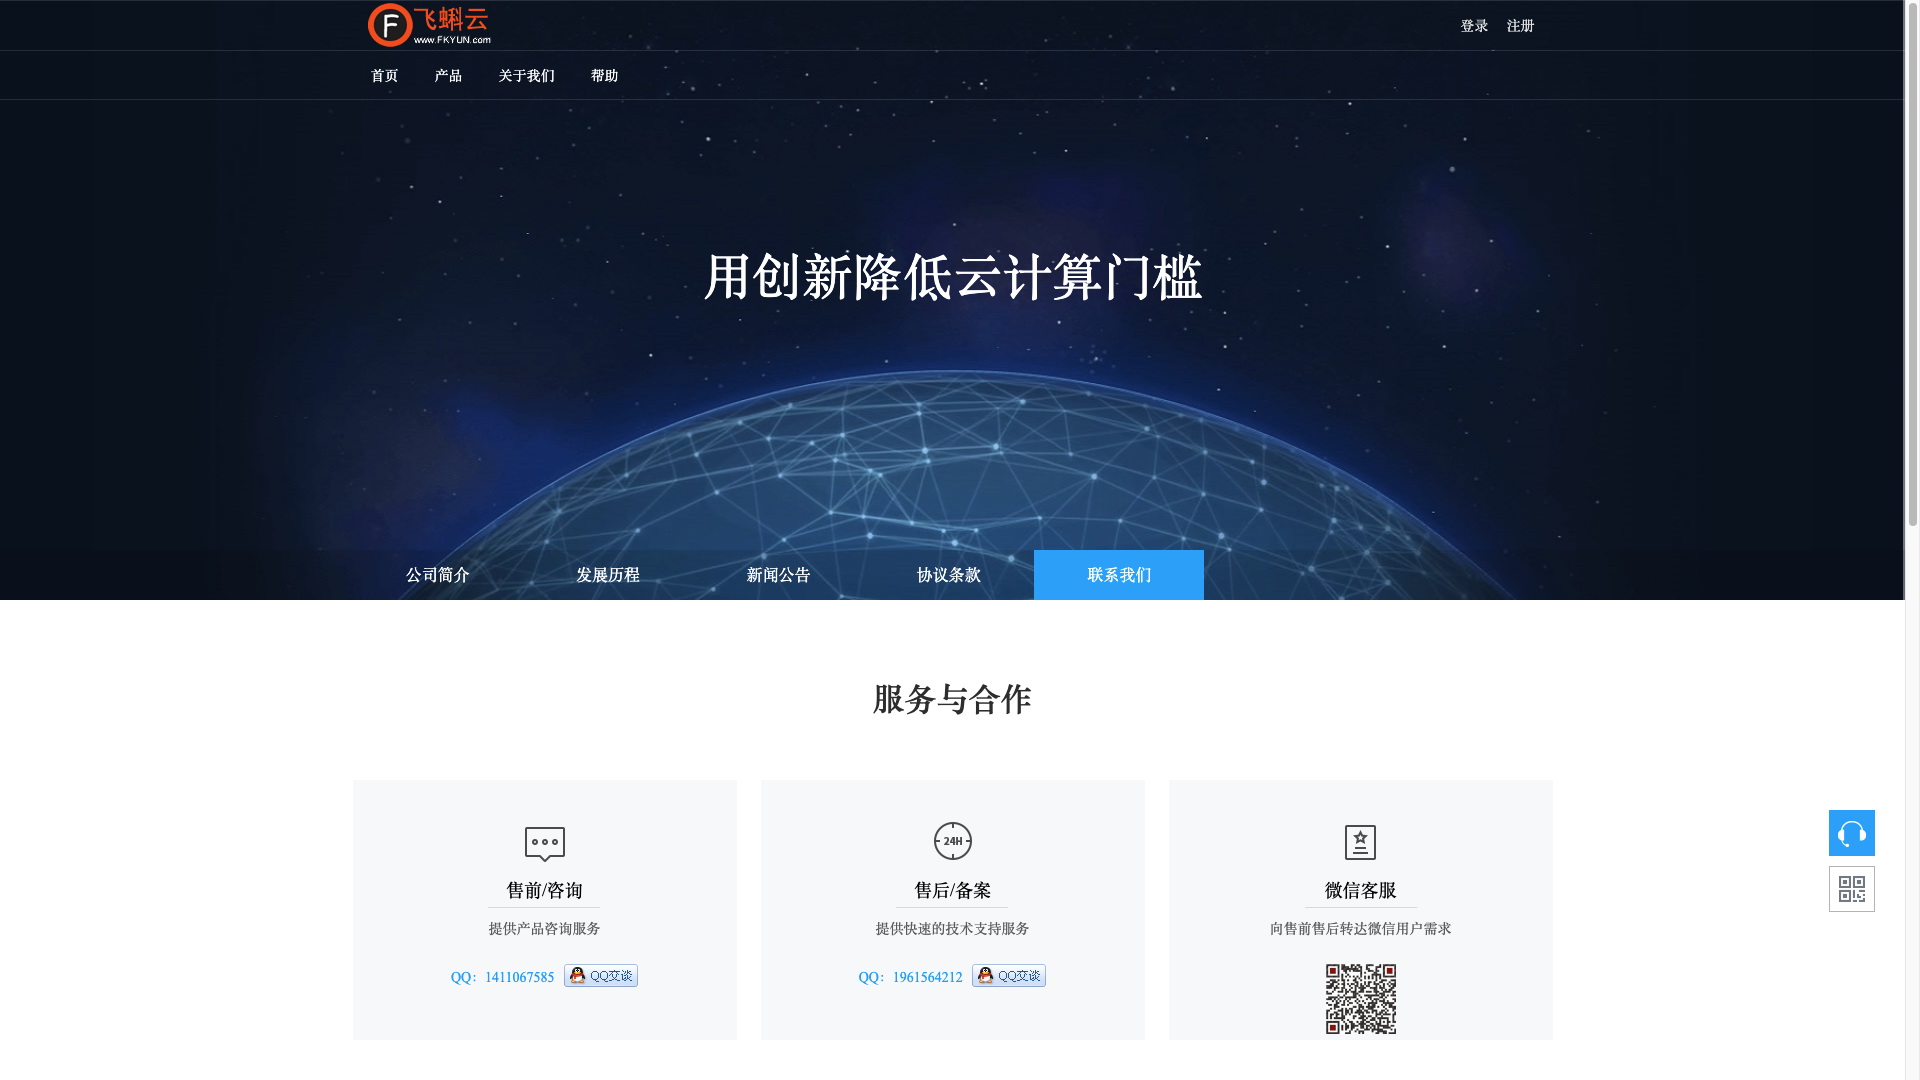 飞蝌云
www.FKYUN.com
登录 注册
首页 产品 关于我们 帮助
用创新降低云计算门槛
公司简介 发展历程 新闻公告 协议条款 联系我们
服务与合作
售前/咨询
提供产品咨询服务
QQ：1411067585 QQ交谈
24H
售后/备案
提供快速的技术支持服务
QQ：1961564212 QQ交谈
微信客服
向售前售后转达微信用户需求